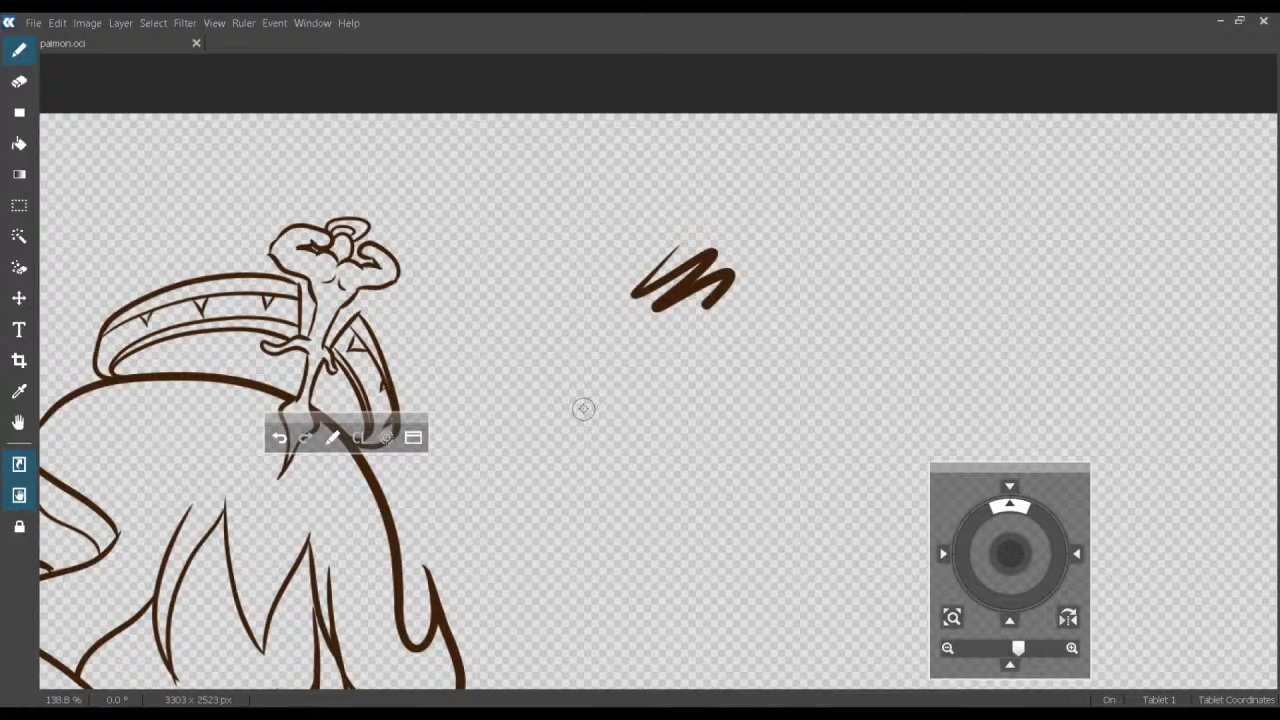 File Edit Image Layer Select Filter View Ruler Event Window Help
paimon.oci
T
138.8 % 0.0 ° 3303 x 2523 px On Tablet 1 Tablet Coordinates